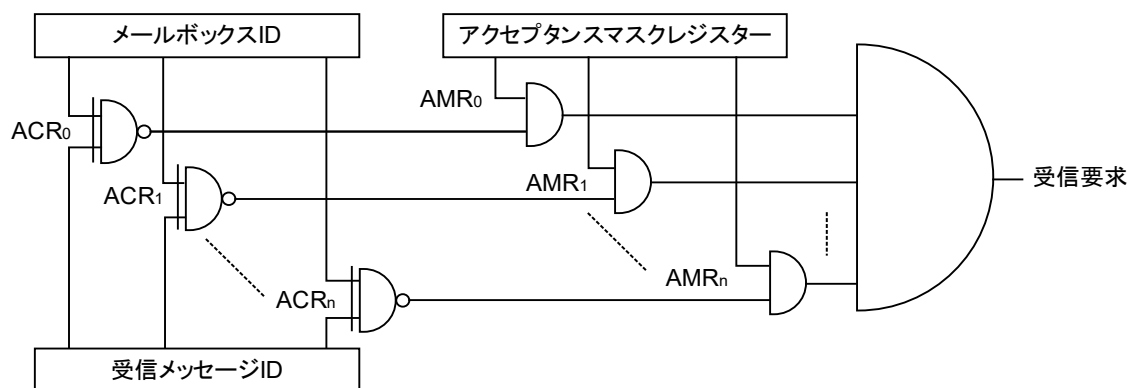 メールボックスID
アクセプタンスマスクレジスター
ACR0
AMR0
ACR1
AMR1
受信要求
ACRn
AMRn
受信メッセージID